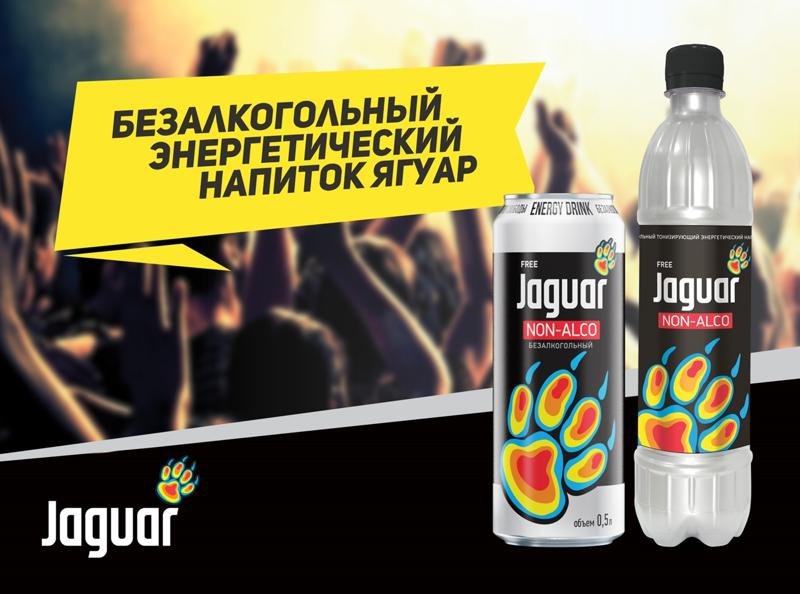 БЕЗАЛКОГОЛЬНЫЙ
ЭНЕРГЕТИЧЕСКИЙ
НАПИТОК ЯГУАР
ENERGY DRINK
FREE
Jaguar
NON-ALCO
БЕЗАЛКОГОЛЬНЫЙ
объем 0,5л
ТОНИЗИРУЮЩИЙ ЭНЕРГЕТИЧЕСКИЙ
FREE
Jaguar
NON-ALCO
Jaguar